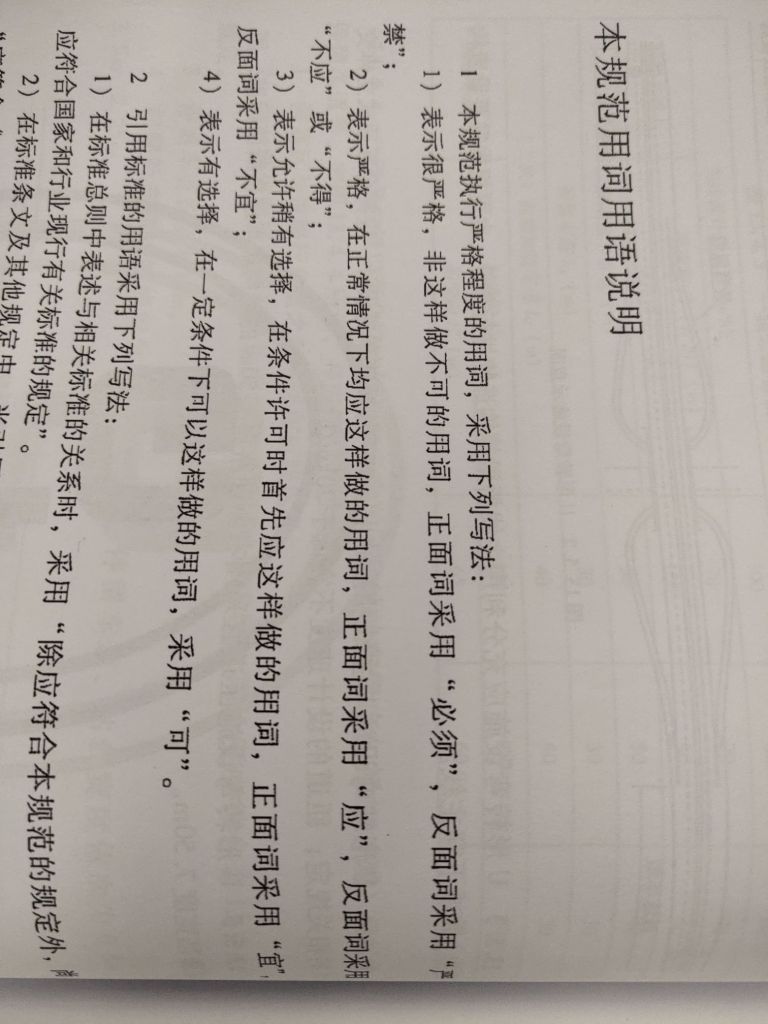 本规范用词用语说明
1 本规范执行严格程度的用词，采用下列写法：
1）表示很严格，非这样做不可的用词，正面词采用“必须”，反面词采用“严
禁”；
2）表示严格，在正常情况下均应这样做的用词，正面词采用“应”，反面词采用
“不应”或“不得”；
3）表示允许稍有选择，在条件许可时首先应这样做的用词，正面词采用“宜”，
反面词采用“不宜”；
4）表示有选择，在一定条件下可以这样做的用词，采用“可”。
2 引用标准的用语采用下列写法：
1）在标准总则中表述与相关标准的关系时，采用“除应符合本规范的规定外，尚
应符合国家和行业现行有关标准的规定”。
2）在标准条文及其他规定中，当引